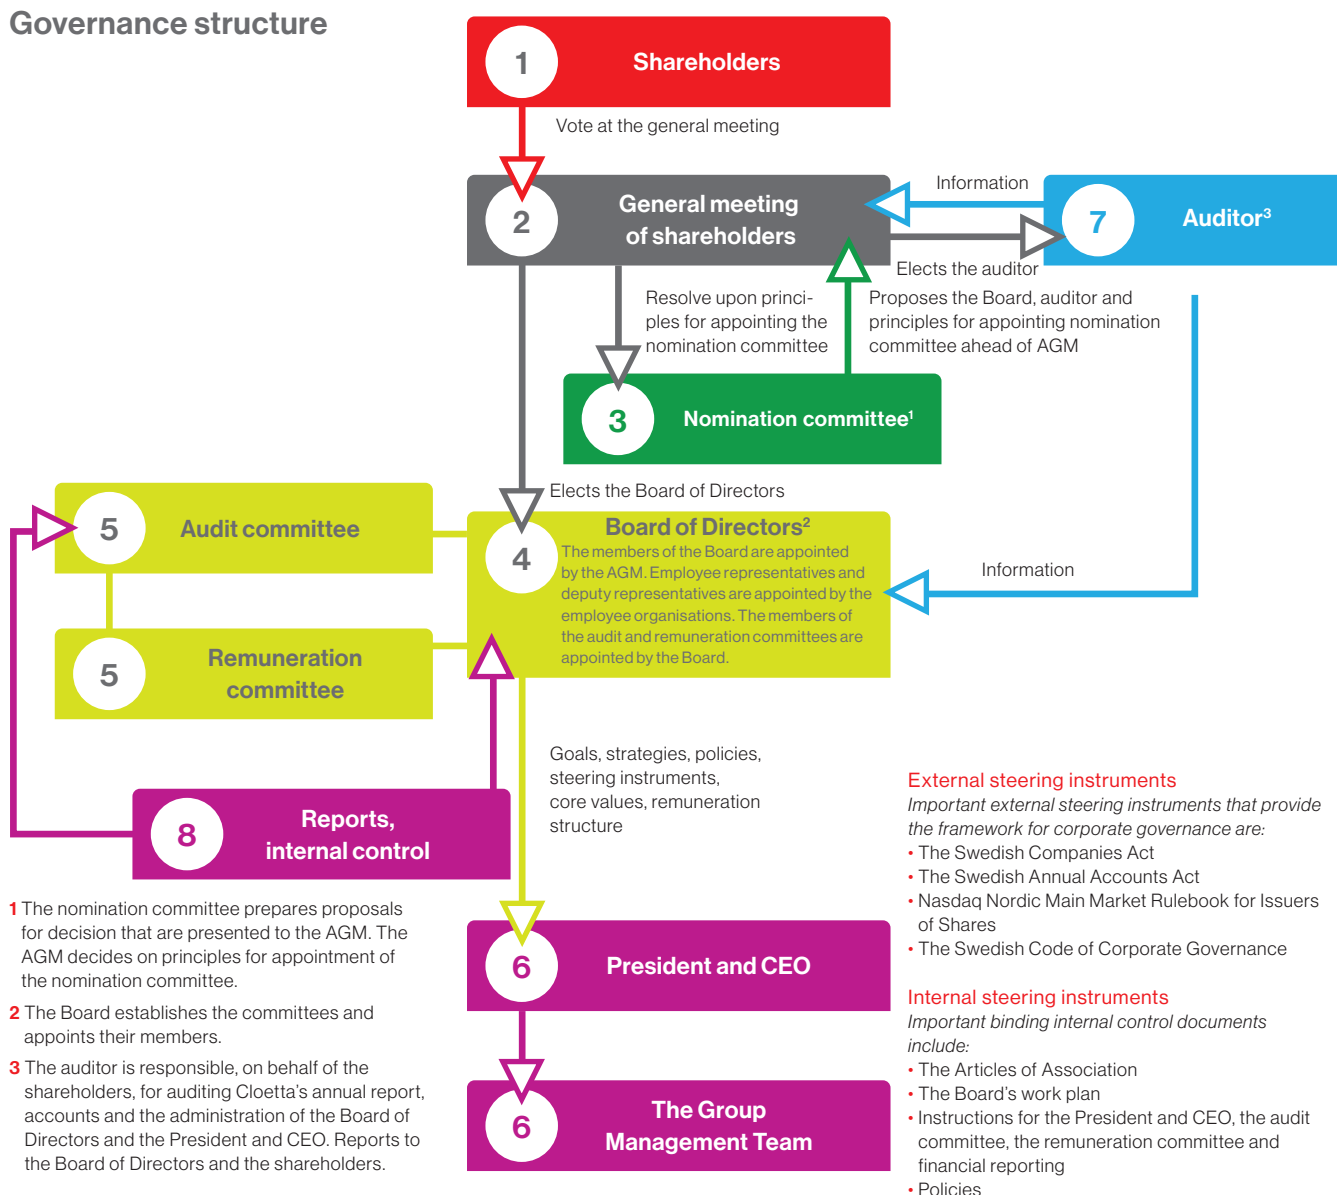 Governance structure
1
Shareholders
Vote at the general meeting
2
General meeting
of shareholders
Information
7
Auditor³
Elects the auditor
Resolve upon princi-
ples for appointing the
nomination committee
Proposes the Board, auditor and
principles for appointing nomination
committee ahead of AGM
3
Nomination committee¹
Elects the Board of Directors
5
Audit committee
4
Board of Directors²
The members of the Board are appointed
by the AGM. Employee representatives and
deputy representatives are appointed by the
employee organisations. The members of
the audit and remuneration committees are
appointed by the Board.
Information
5
Remuneration
committee
Goals, strategies, policies,
steering instruments,
core values, remuneration
structure
8
Reports,
internal control
6
President and CEO
6
The Group
Management Team
1 The nomination committee prepares proposals
for decision that are presented to the AGM. The
AGM decides on principles for appointment of
the nomination committee.
2 The Board establishes the committees and
appoints their members.
3 The auditor is responsible, on behalf of the
shareholders, for auditing Cloetta’s annual report,
accounts and the administration of the Board of
Directors and the President and CEO. Reports to
the Board of Directors and the shareholders.
External steering instruments
Important external steering instruments that provide
the framework for corporate governance are:
• The Swedish Companies Act
• The Swedish Annual Accounts Act
• Nasdaq Nordic Main Market Rulebook for Issuers
of Shares
• The Swedish Code of Corporate Governance
Internal steering instruments
Important binding internal control documents
include:
• The Articles of Association
• The Board’s work plan
• Instructions for the President and CEO, the audit
committee, the remuneration committee and
financial reporting
• Policies